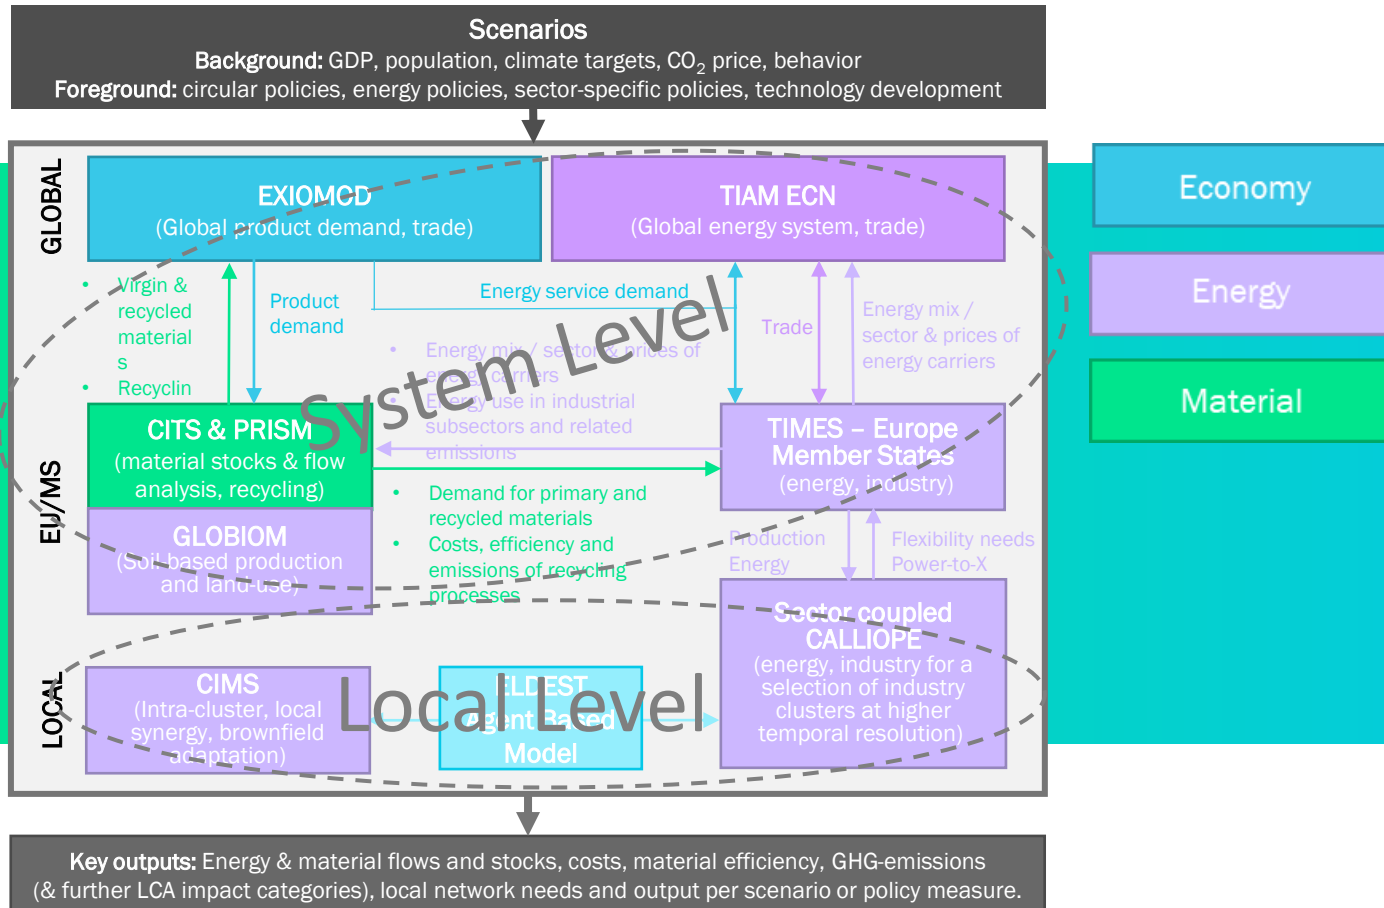 Scenarios
Background: GDP, population, climate targets, CO2 price, behavior
Foreground: circular policies, energy policies, sector-specific policies, technology development
GLOBAL
EXIOMOD
(Global product demand, trade)
TIAM ECN
(Global energy system, trade)
Economy
Energy
Material
• Virgin &
recycled
material
s
• Recyclin
Product
demand
Energy service demand
Trade
Energy mix /
sector & prices of
energy carriers
• Energy mix / sector & prices of
energy carriers
• Energy use in industrial
subsectors and related
emissions
System Level
EU/MS
CITS & PRISM
(material stocks & flow
analysis, recycling)
TIMES – Europe
Member States
(energy, industry)
• Demand for primary and
recycled materials
• Costs, efficiency and
emissions of recycling
processes
GLOBIOM
(Soil-based production
and land-use)
Production
Energy
Flexibility needs
Power-to-X
LOCAL
CIMS
(Intra-cluster, local
synergy, brownfield
adaptation)
ELDEST
Agent Based
Model
Local Level
Sector coupled
CALLIOPE
(energy, industry for a
selection of industry
clusters at higher
temporal resolution)
Key outputs: Energy & material flows and stocks, costs, material efficiency, GHG-emissions
(& further LCA impact categories), local network needs and output per scenario or policy measure.